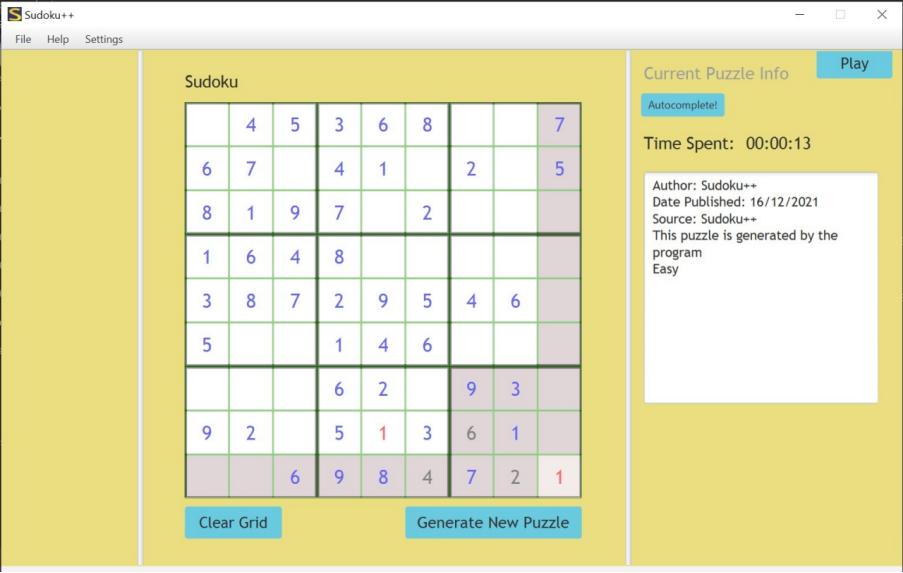 Sudoku++
File Help Settings
Sudoku
Current Puzzle Info
Play
Autocomplete!
Time Spent: 00:00:13
4 5 3 6 8 7
6 7 4 1 2 5
8 1 9 7 2
1 6 4 8
3 8 7 2 9 5 4 6
5 1 4 6
6 2 9 3
9 2 5 1 3 6 1
6 9 8 4 7 2 1
Author: Sudoku++
Date Published: 16/12/2021
Source: Sudoku++
This puzzle is generated by the
program
Easy
Clear Grid
Generate New Puzzle